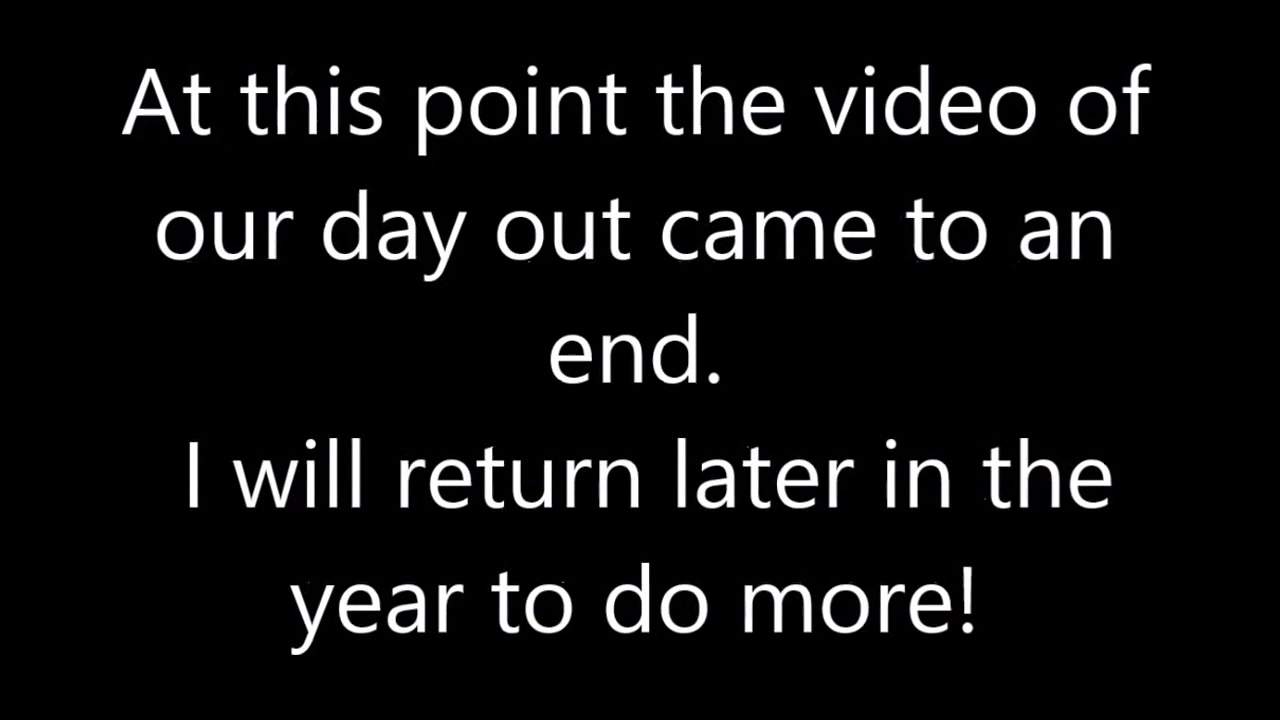 At this point the video of
our day out came to an
end.
I will return later in the
year to do more!